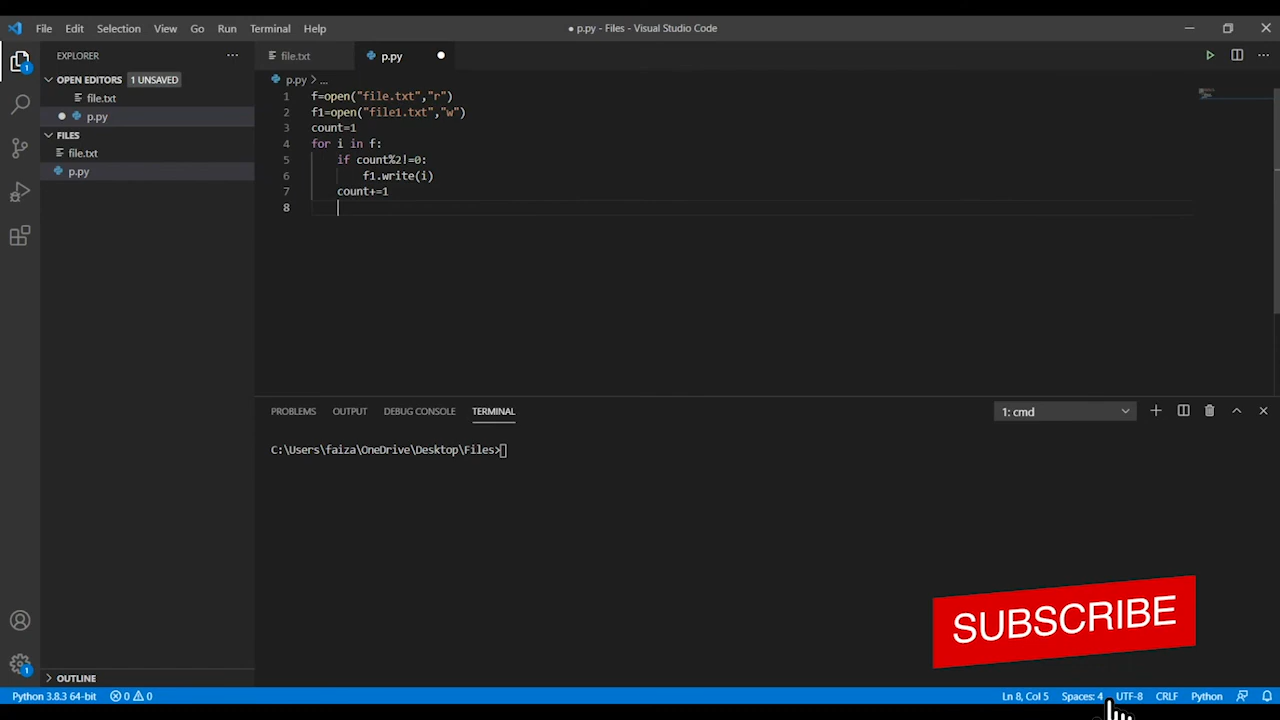 File Edit Selection View Go Run Terminal Help
● p.py - Files - Visual Studio Code
EXPLORER
OPEN EDITORS 1 UNSAVED
file.txt
p.py
FILES
file.txt
p.py
OUTLINE
file.txt p.py
p.py > ...
1 f=open("file.txt","r")
2 f1=open("file1.txt","w")
3 count=1
4 for i in f:
5 if count%2!=0:
6 f1.write(i)
7 count+=1
8
PROBLEMS OUTPUT DEBUG CONSOLE TERMINAL
1: cmd
C:\Users\faiza\OneDrive\Desktop\Files>
SUBSCRIBE
1
1
Python 3.8.3 64-bit 0 0 Ln 8, Col 5 Spaces: 4 UTF-8 CRLF Python